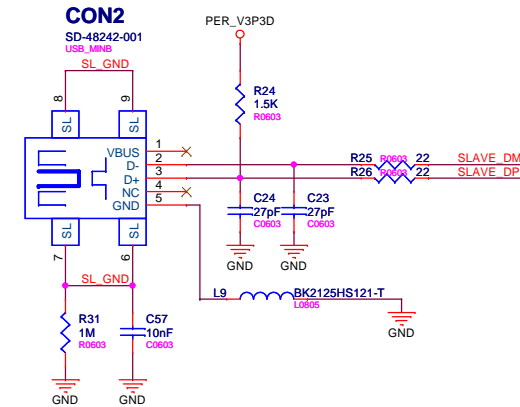 CON2
SD-48242-001
USB_MINB
SL_GND
PER_V3P3D
8
9
SL
SL
R24
1.5K
R0603
VBUS
1
D-
2
D+
3
NC
4
GND
5
R25
R0603
22
SLAVE_DM
R26
R0603
22
SLAVE_DP
C24
27pF
C0603
C23
27pF
C0603
SL
SL
7
6
GND
GND
SL_GND
L9
BK2125HS121-T
L0805
R31
1M
R0603
C57
10nF
C0603
GND
GND
GND